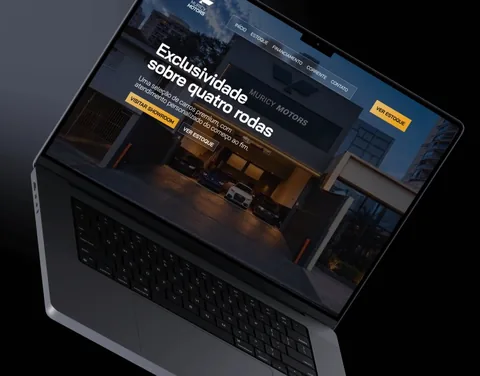 MURICY
MOTORS
INÍCIO ESTOQUE FINANCIAMENTO CORRENTE CONTATO
VER ESTOQUE
Exclusividade
sobre quatro rodas
Uma seleção de carros premium, com
atendimento personalizado do começo ao fim.
VISITAR SHOWROOM
VER ESTOQUE
MURICY MOTORS